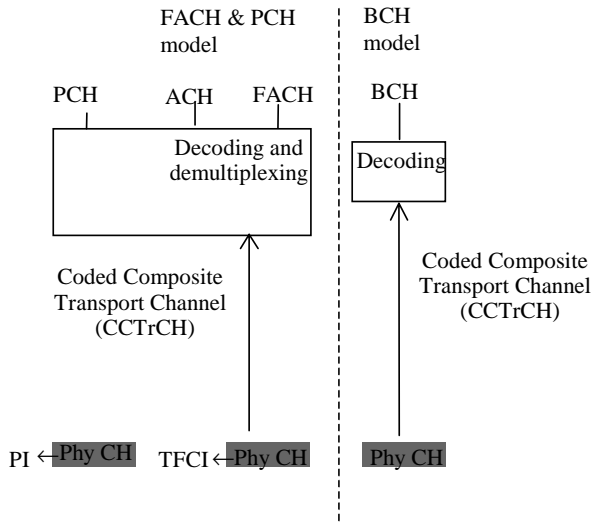 FACH & PCH
model
BCH
model
PCH
ACH
FACH
BCH
Decoding and
demultiplexing
Decoding
Coded Composite
Transport Channel
(CCTrCH)
Coded Composite
Transport Channel
(CCTrCH)
PI
Phy CH
TFCI
Phy CH
Phy CH